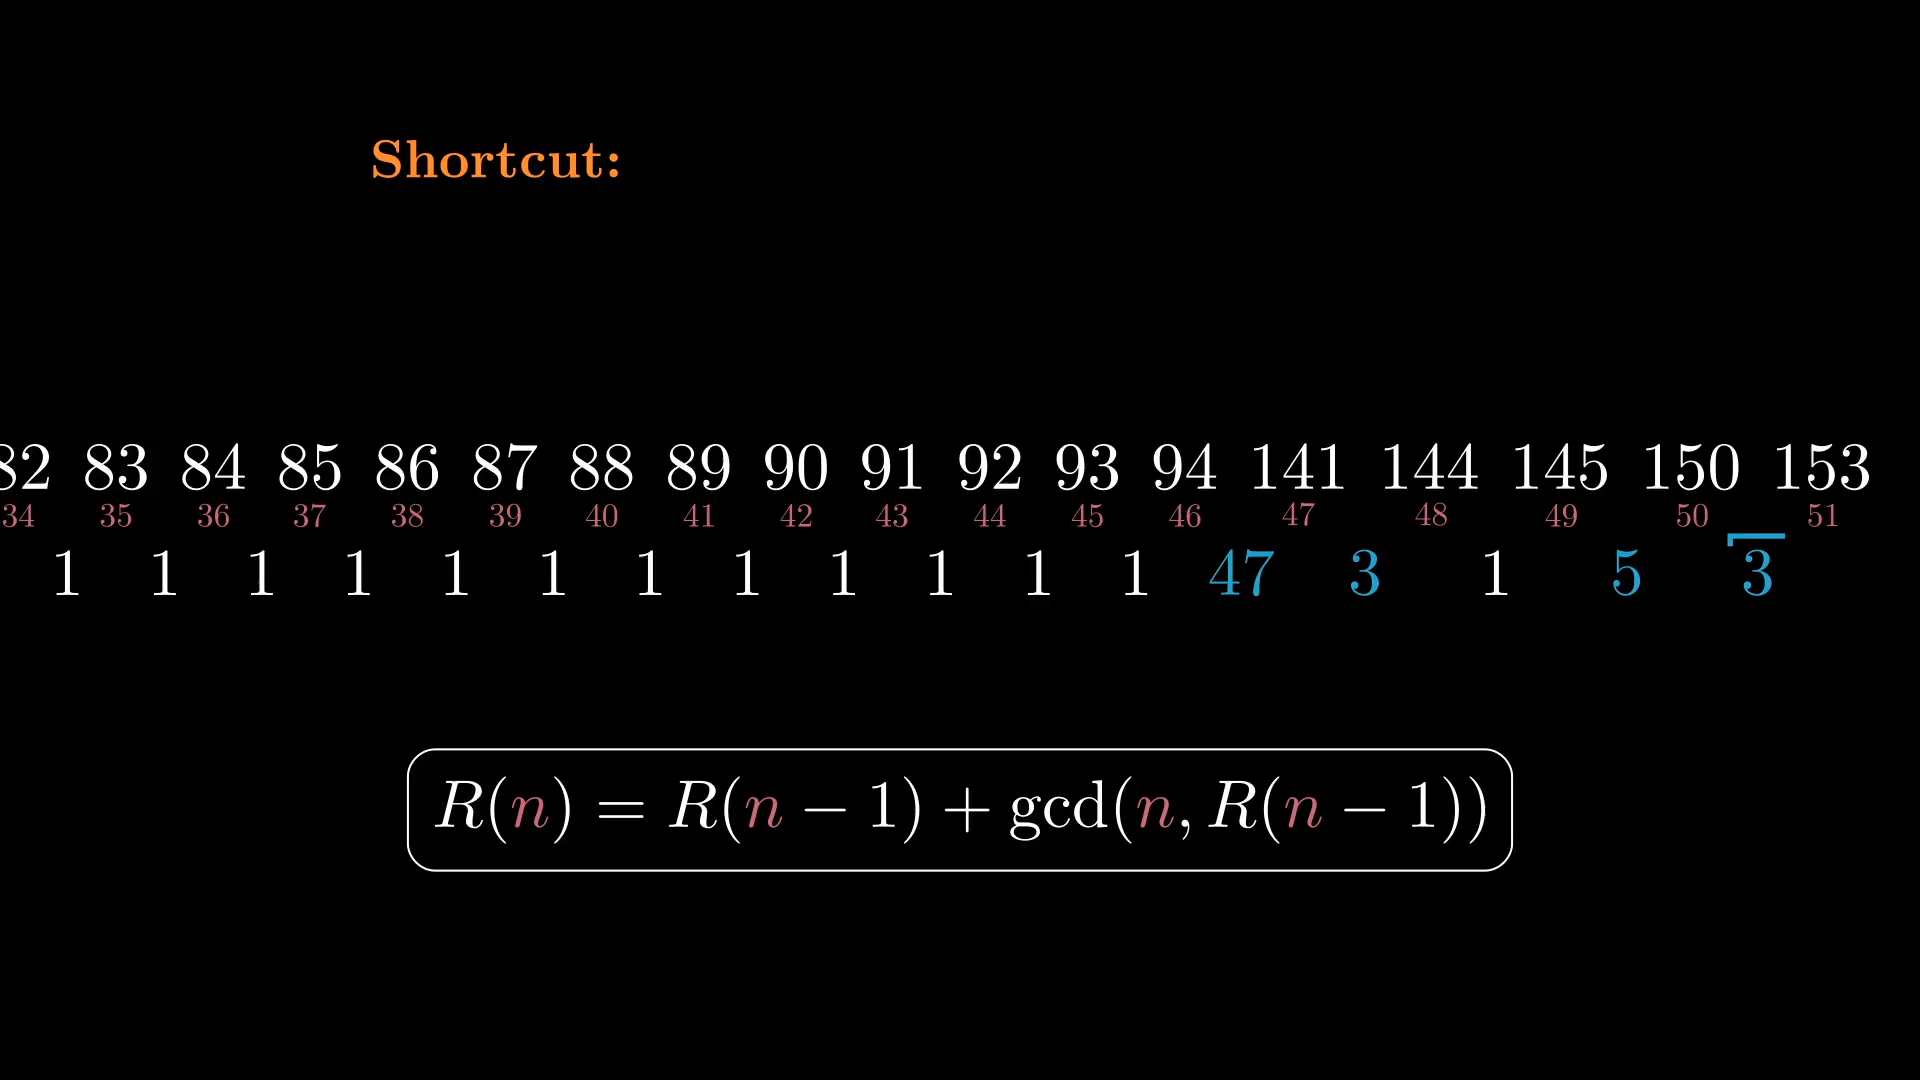 Shortcut:
82 83 84 85 86 87 88 89 90 91 92 93 94 141 144 145 150 153
34 35 36 37 38 39 40 41 42 43 44 45 46 47 48 49 50 51
1 1 1 1 1 1 1 1 1 1 1 1 47 3 1 5 3
R(n) = R(n − 1) + gcd(n, R(n − 1))